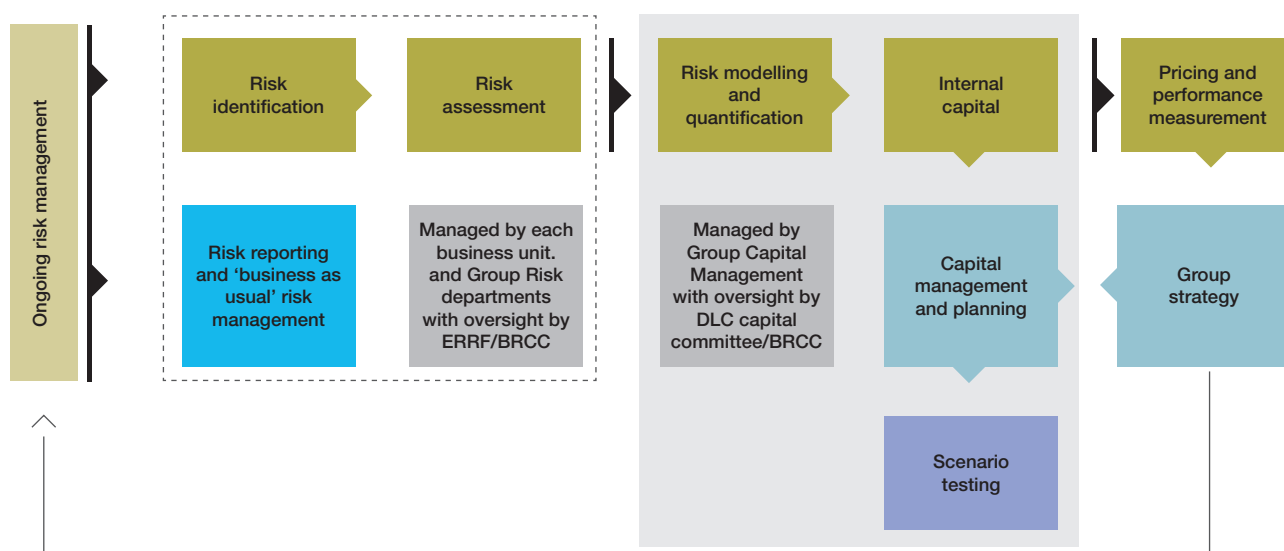 Ongoing risk management
Risk
identification
Risk
assessment
Risk modelling
and
quantification
Internal
capital
Pricing and
performance
measurement
Risk reporting
and ‘business as
usual’ risk
management
Managed by each
business unit.
and Group Risk
departments
with oversight by
ERRF/BRCC
Managed by
Group Capital
Management
with oversight by
DLC capital
committee/BRCC
Capital
management
and planning
Group
strategy
Scenario
testing